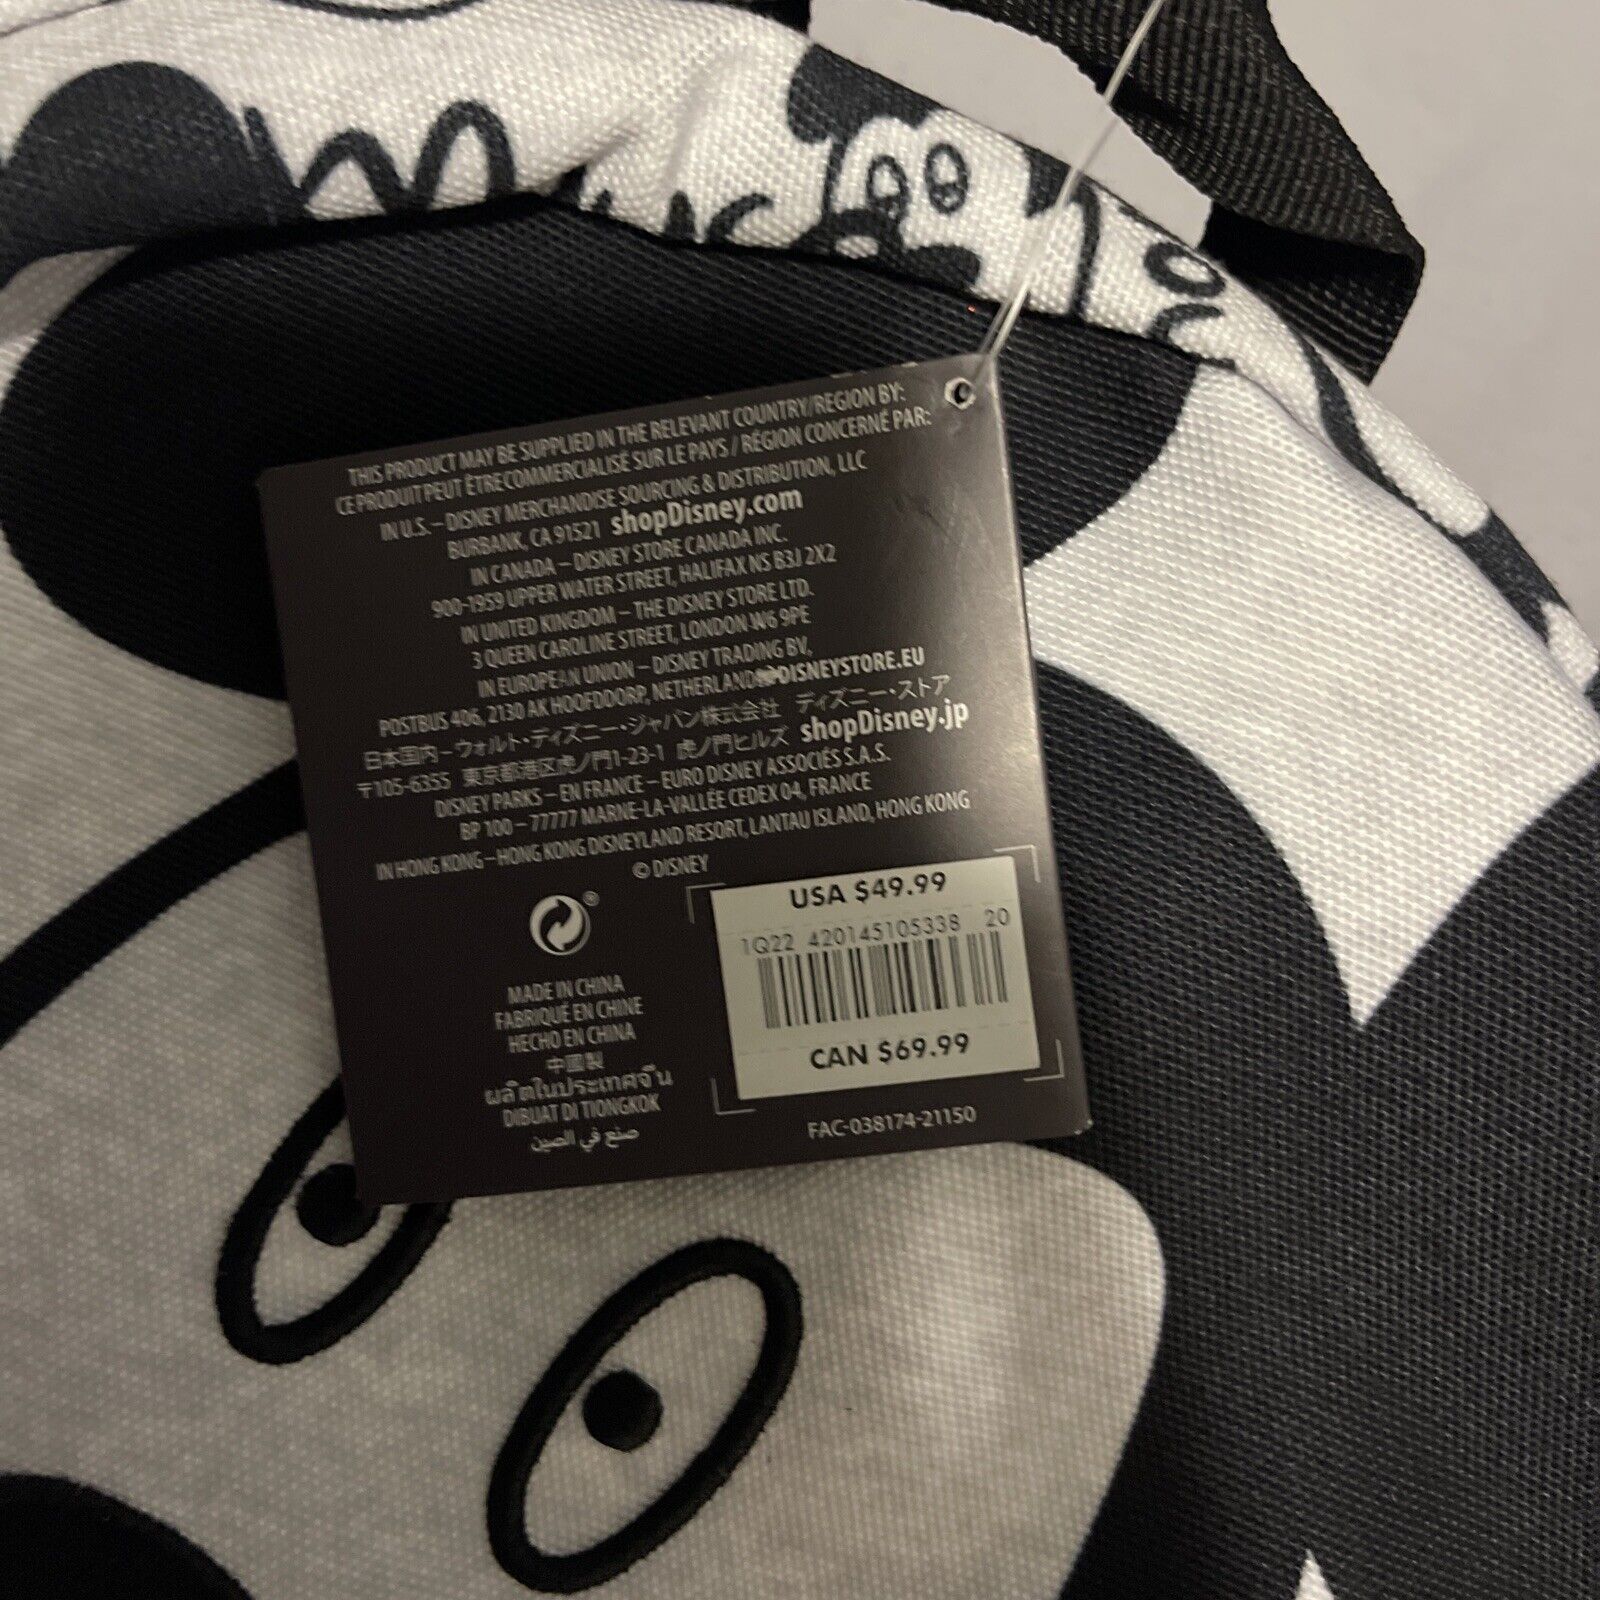 THIS PRODUCT MAY BE SUPPLIED IN THE RELEVANT COUNTRY/REGION BY:
CE PRODUIT PEUT ÊTRE COMMERCIALISÉ SUR LE PAYS / RÉGION CONCERNÉ PAR:
IN U.S. – DISNEY MERCHANDISE SOURCING & DISTRIBUTION, LLC
BURBANK, CA 91521 shopDisney.com
IN CANADA – DISNEY STORE CANADA INC.
900-1959 UPPER WATER STREET, HALIFAX NS B3J 2X2
IN UNITED KINGDOM – THE DISNEY STORE LTD.
3 QUEEN CAROLINE STREET, LONDON W6 9PE
IN EUROPEAN UNION – DISNEY TRADING BV,
POSTBUS 406, 2130 AK HOOFDDORP, NETHERLANDS DISNEYSTORE.EU
日本国内 – ウォルト・ディズニー・ジャパン株式会社 ディズニー・ストア
〒105-6355 東京都港区虎ノ門1-23-1 虎ノ門ヒルズ shopDisney.jp
DISNEY PARKS – EN FRANCE – EURO DISNEY ASSOCIÉS S.A.S.
BP 100 – 77777 MARNE-LA-VALLÉE CEDEX 04, FRANCE
IN HONG KONG – HONG KONG DISNEYLAND RESORT, LANTAU ISLAND, HONG KONG
© DISNEY
®
MADE IN CHINA
FABRIQUÉ EN CHINE
HECHO EN CHINA
中國製
ผลิตในประเทศจีน
DIBUAT DI TIONGKOK
صنع في الصين
USA $49.99
1Q22 420145105338 20
CAN $69.99
FAC-038174-21150